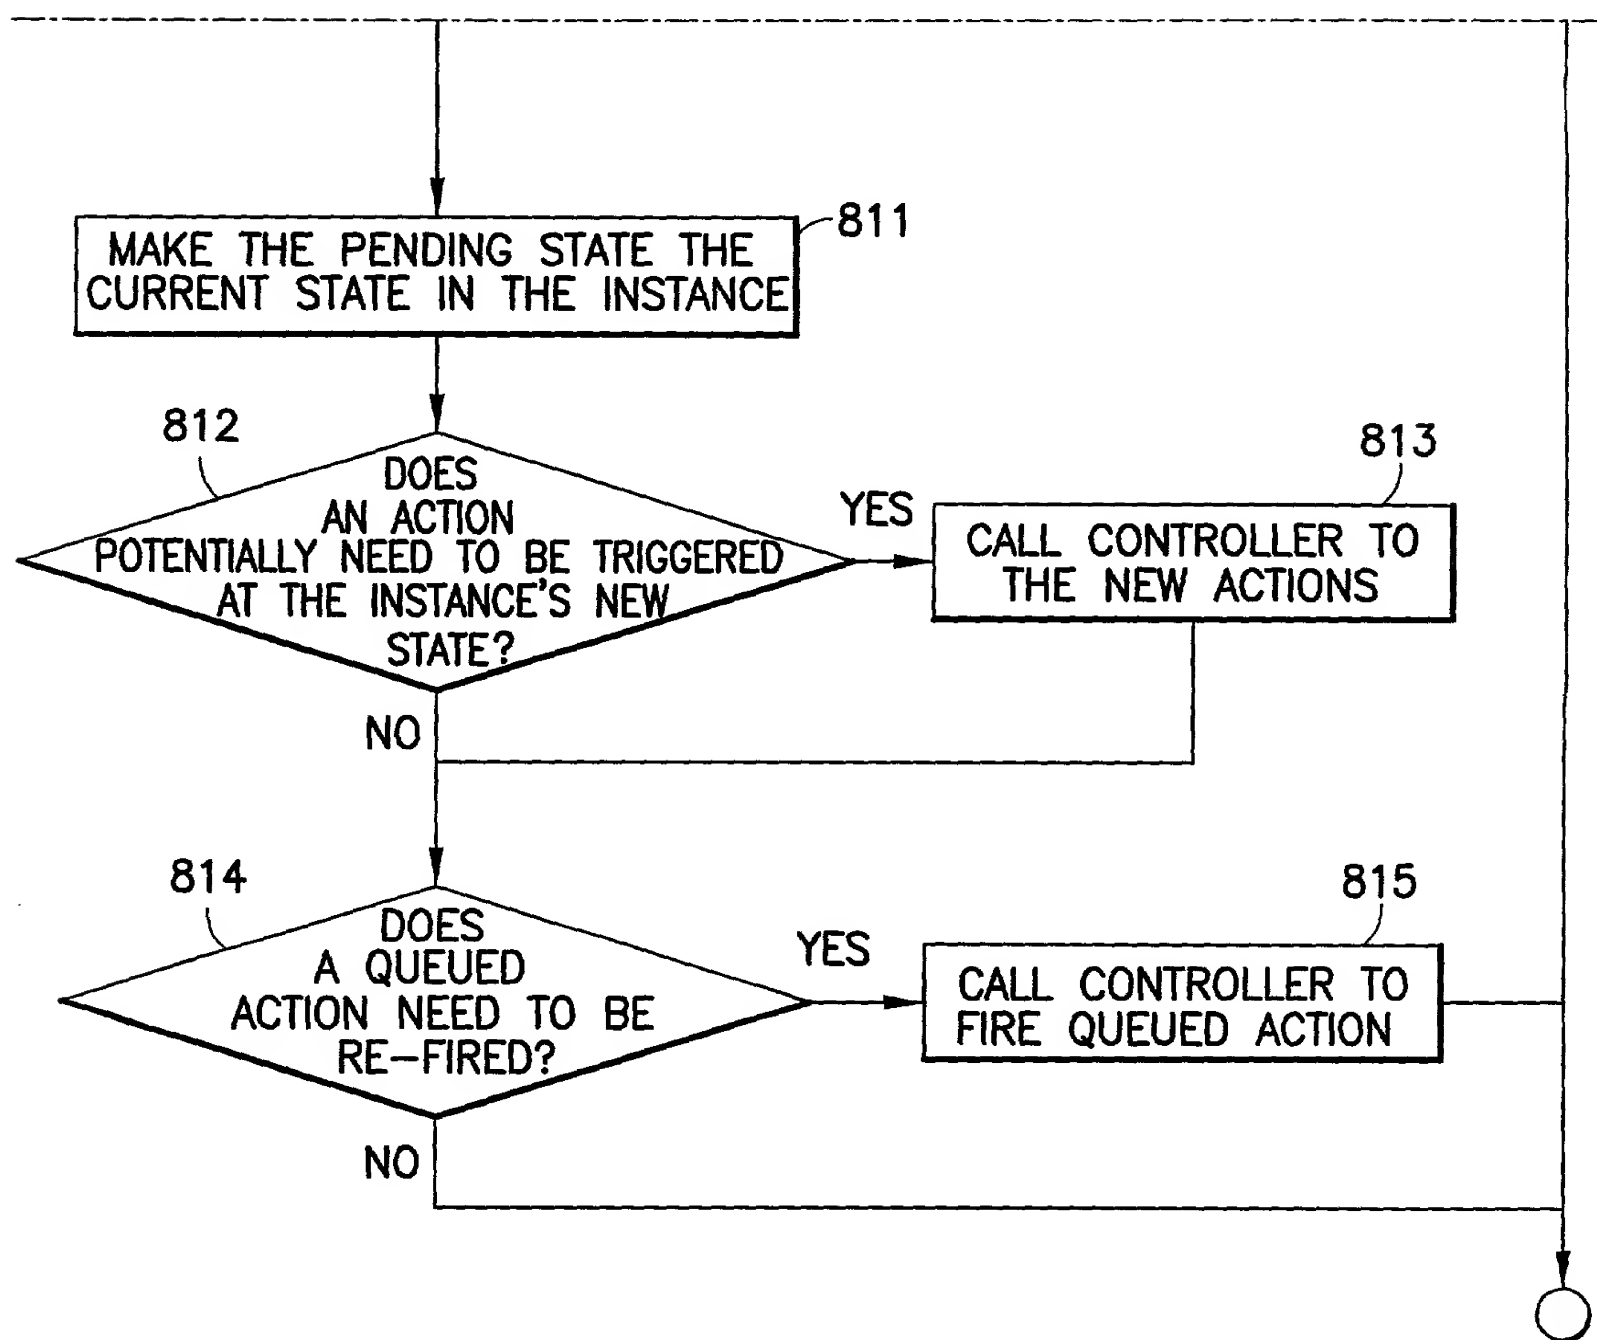 811
MAKE THE PENDING STATE THE
CURRENT STATE IN THE INSTANCE
812
DOES
AN ACTION
POTENTIALLY NEED TO BE TRIGGERED
AT THE INSTANCE'S NEW
STATE?
YES
813
CALL CONTROLLER TO
THE NEW ACTIONS
NO
814
DOES
A QUEUED
ACTION NEED TO BE
RE-FIRED?
YES
815
CALL CONTROLLER TO
FIRE QUEUED ACTION
NO